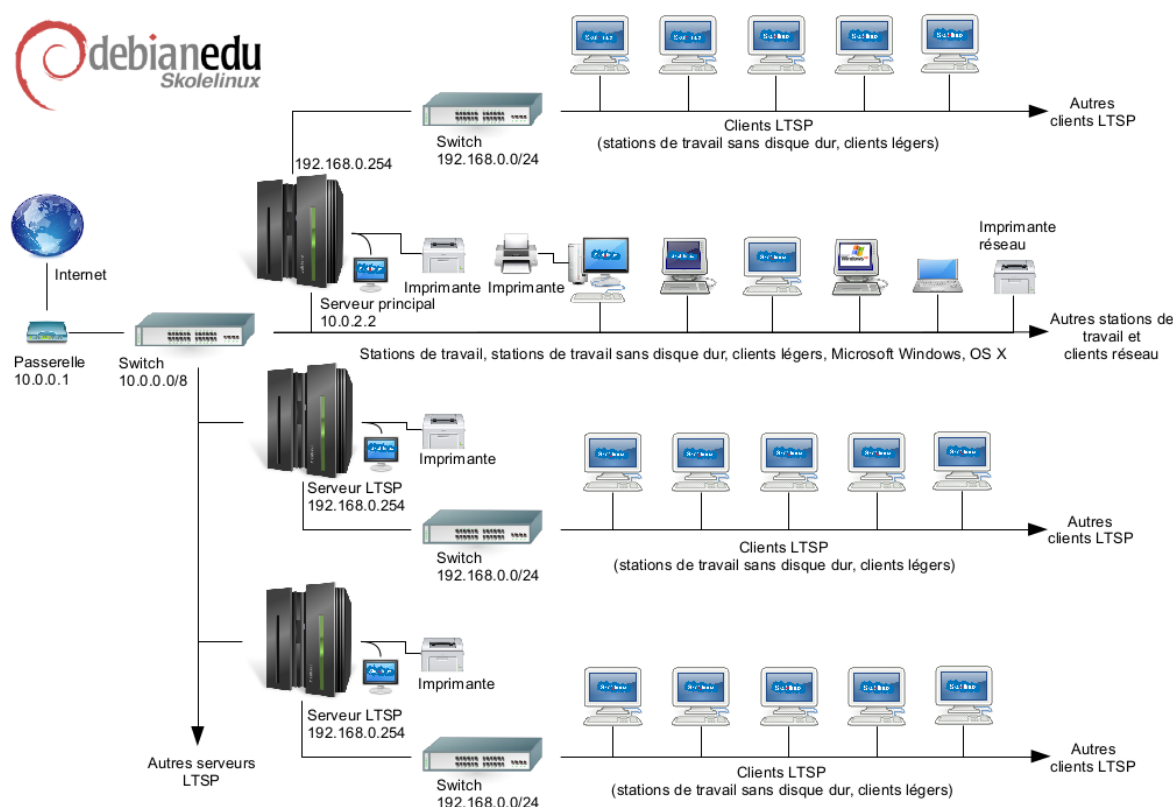 debianedu
Skolelinux
Switch
192.168.0.0/24
Clients LTSP
(stations de travail sans disque dur, clients légers)
Autres
clients LTSP
192.168.0.254
Internet
Imprimante
Imprimante
Imprimante
réseau
Windows
Serveur principal
10.0.2.2
Passerelle
10.0.0.1
Switch
10.0.0.0/8
Stations de travail, stations de travail sans disque dur, clients légers, Microsoft Windows, OS X
Autres stations de
travail et
clients réseau
Imprimante
Serveur LTSP
192.168.0.254
Switch
192.168.0.0/24
Clients LTSP
(stations de travail sans disque dur, clients légers)
Autres
clients LTSP
Imprimante
Serveur LTSP
192.168.0.254
Autres serveurs
LTSP
Switch
192.168.0.0/24
Clients LTSP
(stations de travail sans disque dur, clients légers)
Autres
clients LTSP